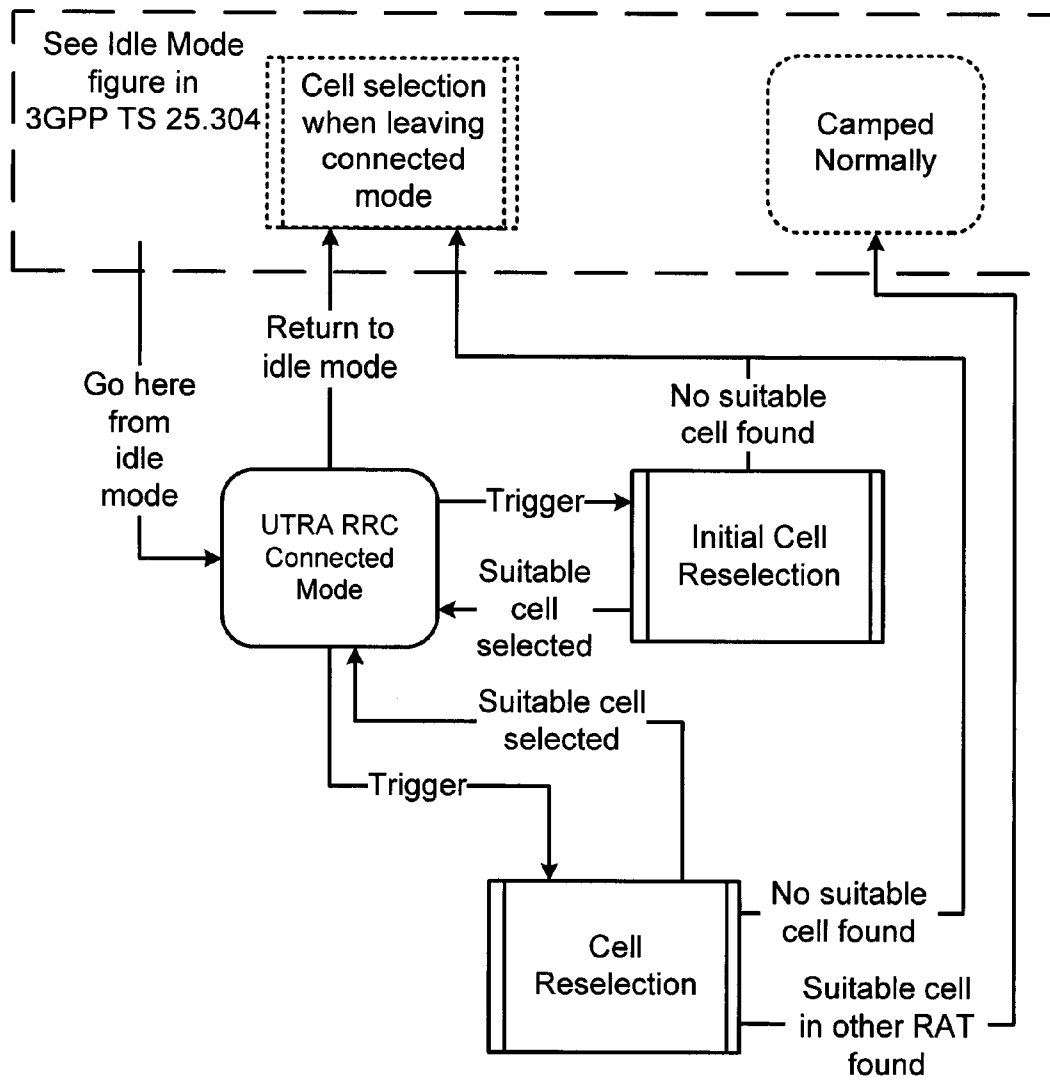 See Idle Mode
figure in
3GPP TS 25.304
Cell selection
when leaving
connected
mode
Camped
Normally
Return to
idle mode
Go here
from
idle
mode
No suitable
cell found
UTRA RRC
Connected
Mode
Trigger
Initial Cell
Reselection
Suitable
cell
selected
Suitable cell
selected
Trigger
Cell
Reselection
No suitable
cell found
Suitable cell
in other RAT
found